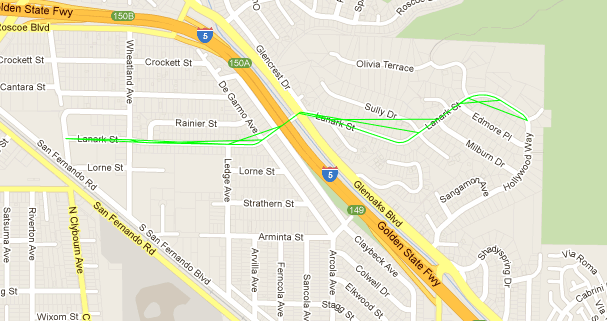 Golden State Fwy
150B
Roscoe Blvd
5
Roscoe Blvd
Glencrest Dr
150A
Crockett St
Crockett St
Wheatland Ave
Olivia Terrace
Cantara St
De Garmo Ave
Sully Dr
Lanark St
Rainier St
Lanark St
Edmore Pl
Lanark St
Milburn Dr
Hollywood Way
San Fernando Rd
Lorne St
Ledge Ave
Lorne St
5
Glenoaks Blvd
Sangamon Ave
Satsuma Ave
Riverton Ave
N Clybourn Ave
San Fernando Rd
S San Fernando Blvd
Strathern St
149
Golden State Fwy
Arminta St
Claybeck Ave
Shadyspring Dr
Via Roma
Arvilla Ave
Ferncola Ave
Sancola Ave
Arcola Ave
Colwell Dr
Elkwood St
Cabrini
Wixom St
Stagg St